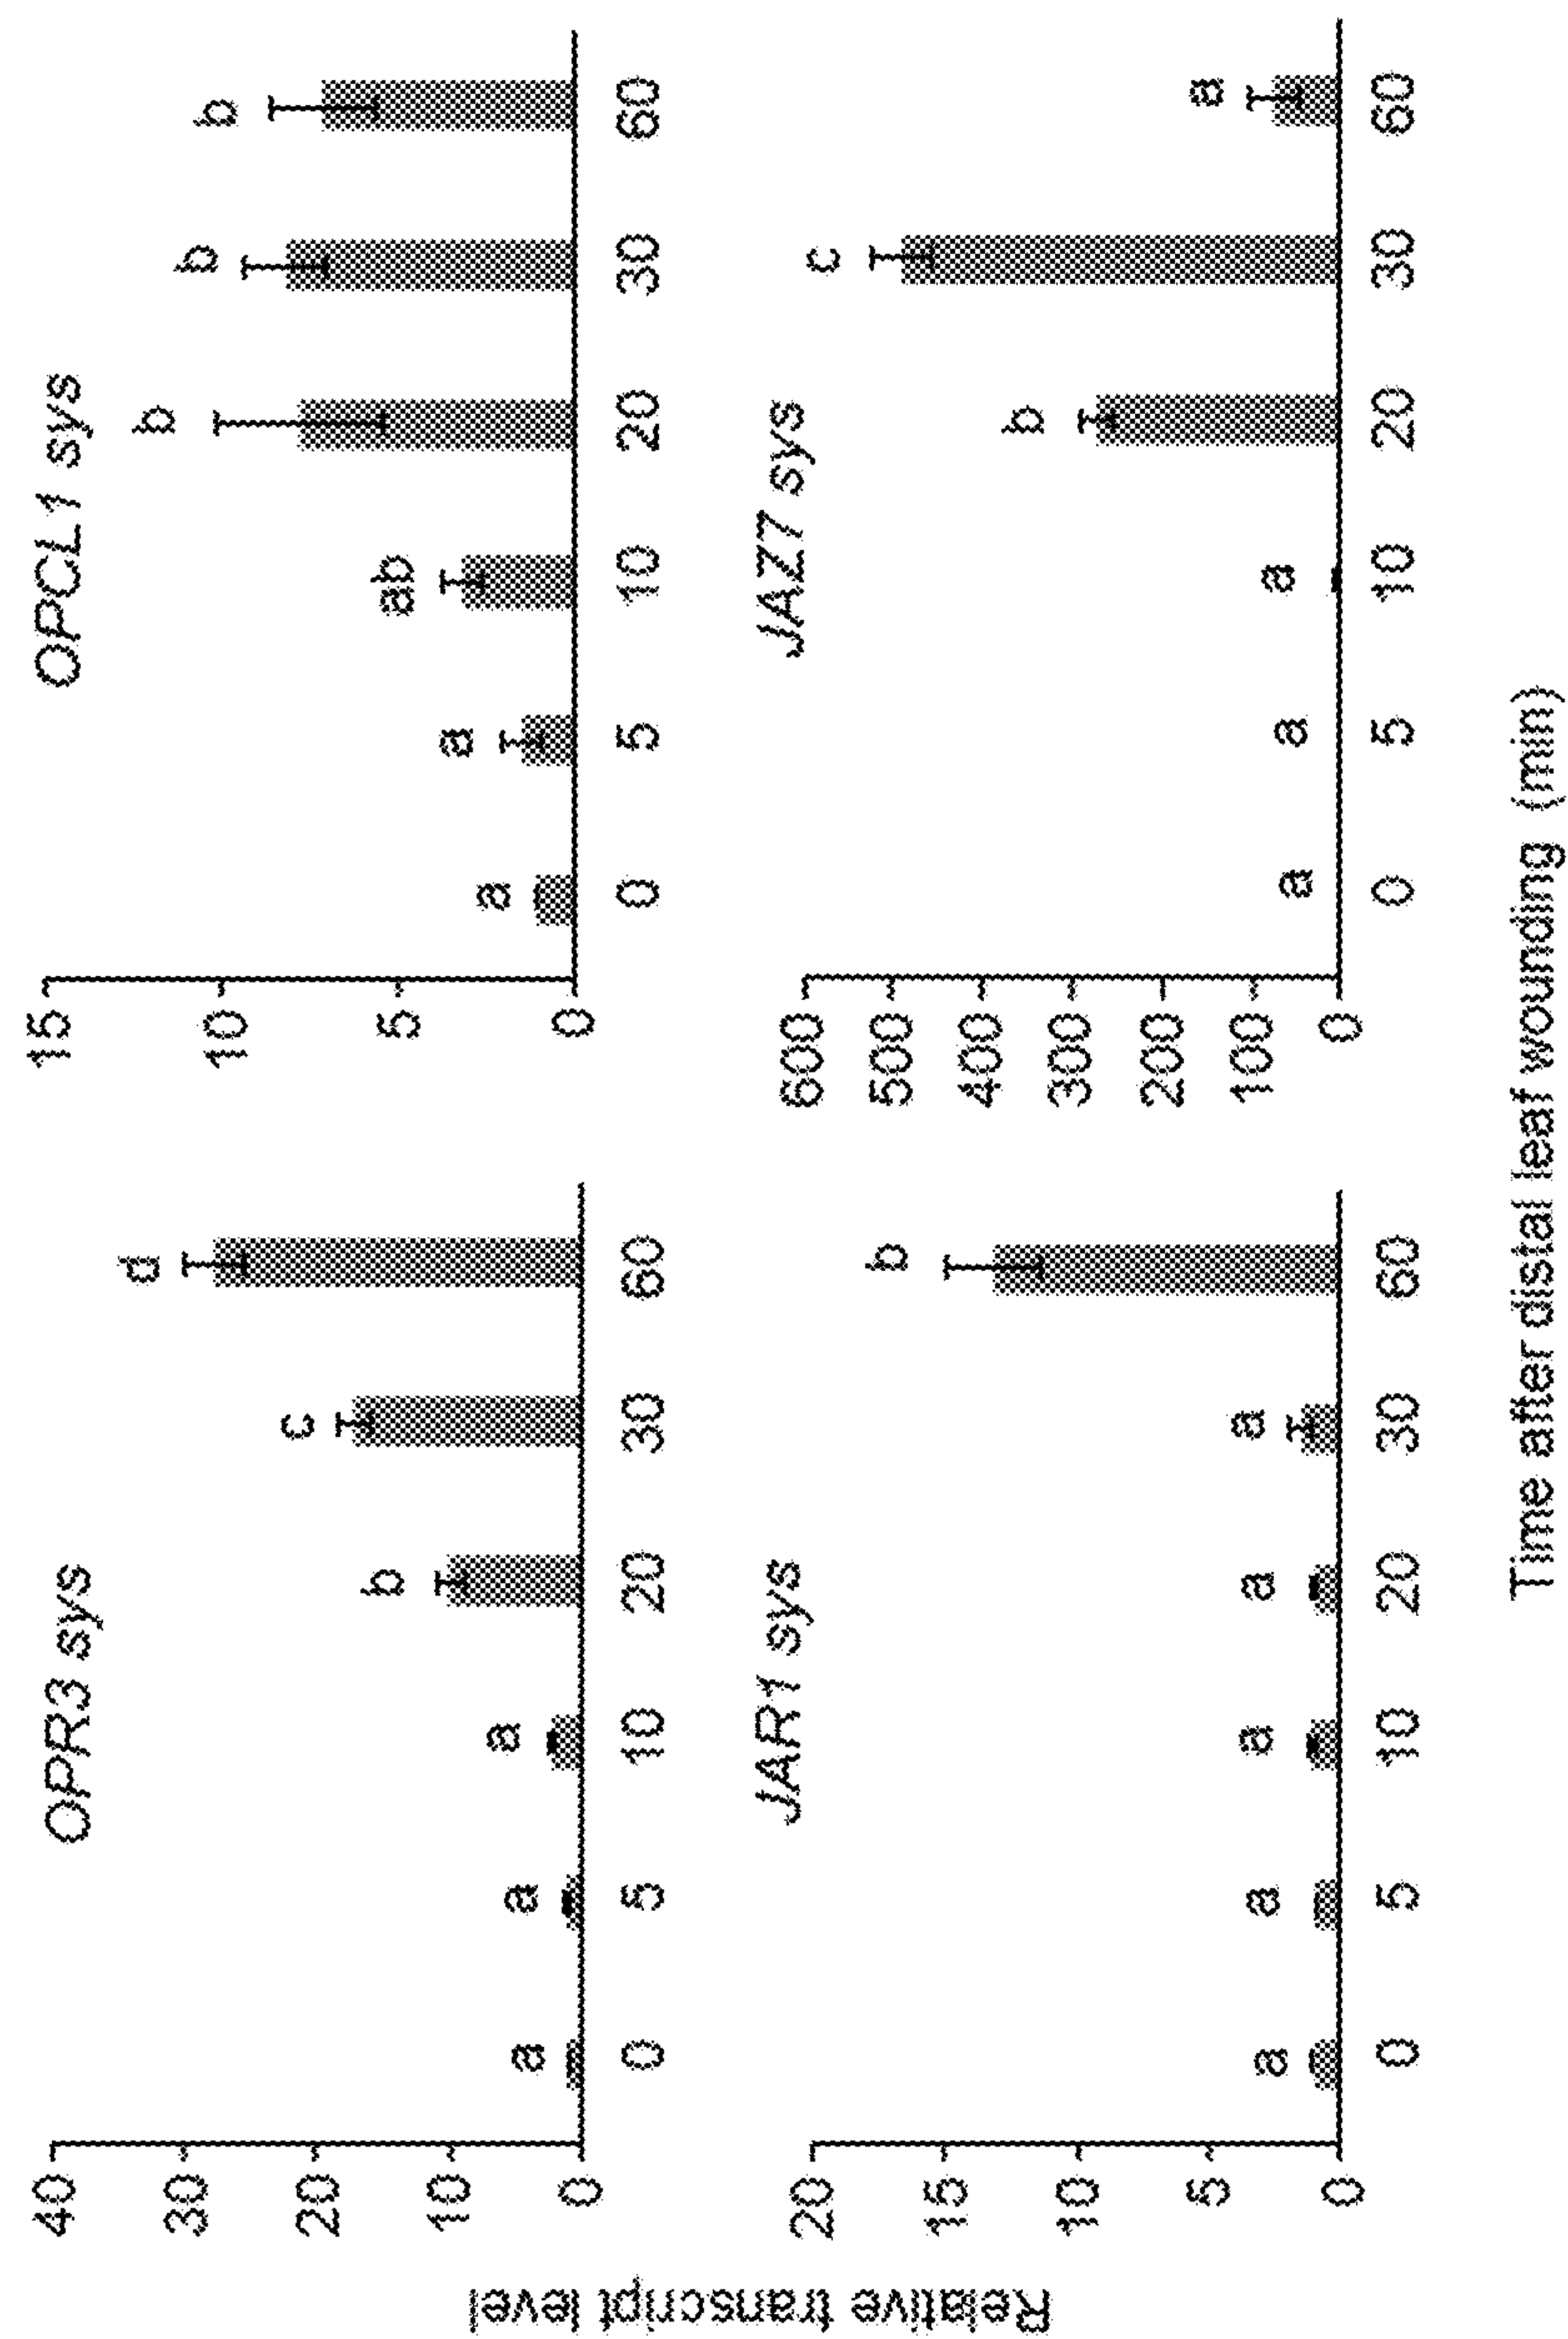 Relative transcript level
OPR3 sys
40
30
20
10
0
a
a
a
b
c
d
0 5 10 20 30 60
OPCL1 sys
15
10
5
0
a
a
ab
b
b
b
0 5 10 20 30 60
JAR1 sys
20
15
10
5
0
a
a
a
a
a
b
0 5 10 20 30 60
JAZ7 sys
600
500
400
300
200
100
0
a
a
a
b
c
a
0 5 10 20 30 60
Time after distal leaf wounding (min)